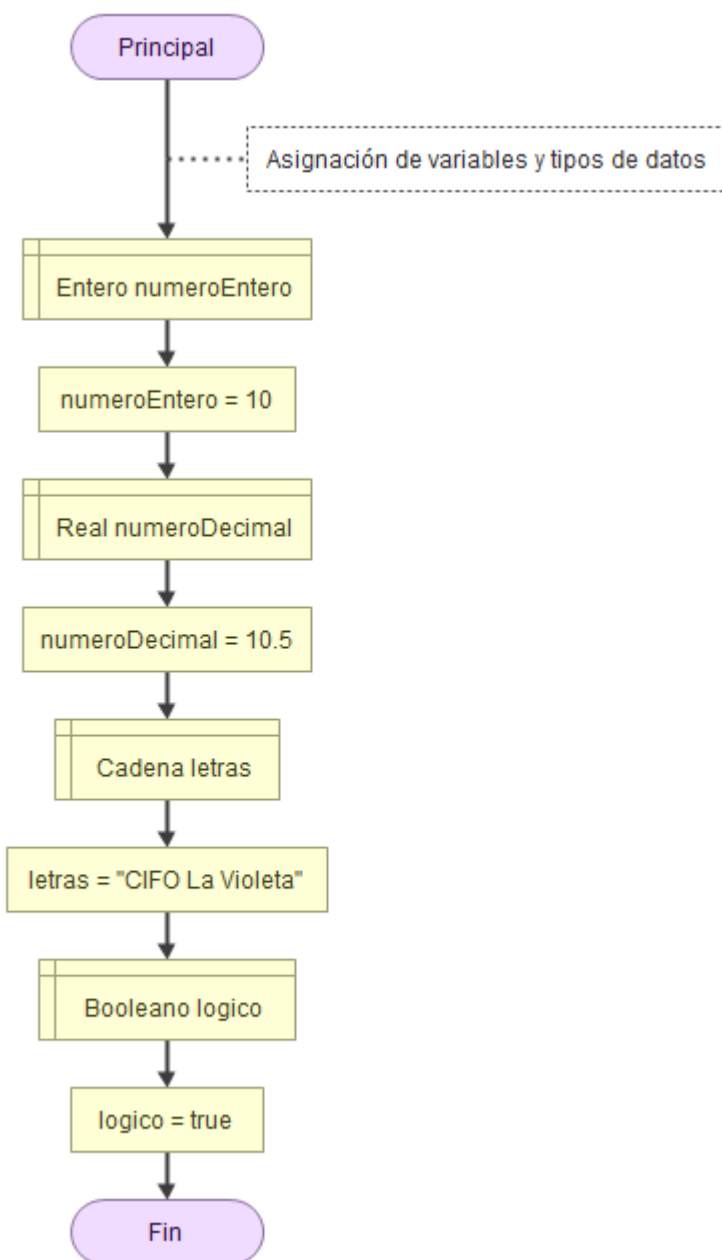 Principal
Asignación de variables y tipos de datos
Entero numeroEntero
numeroEntero = 10
Real numeroDecimal
numeroDecimal = 10.5
Cadena letras
letras = "CIFO La Violeta"
Booleano logico
logico = true
Fin